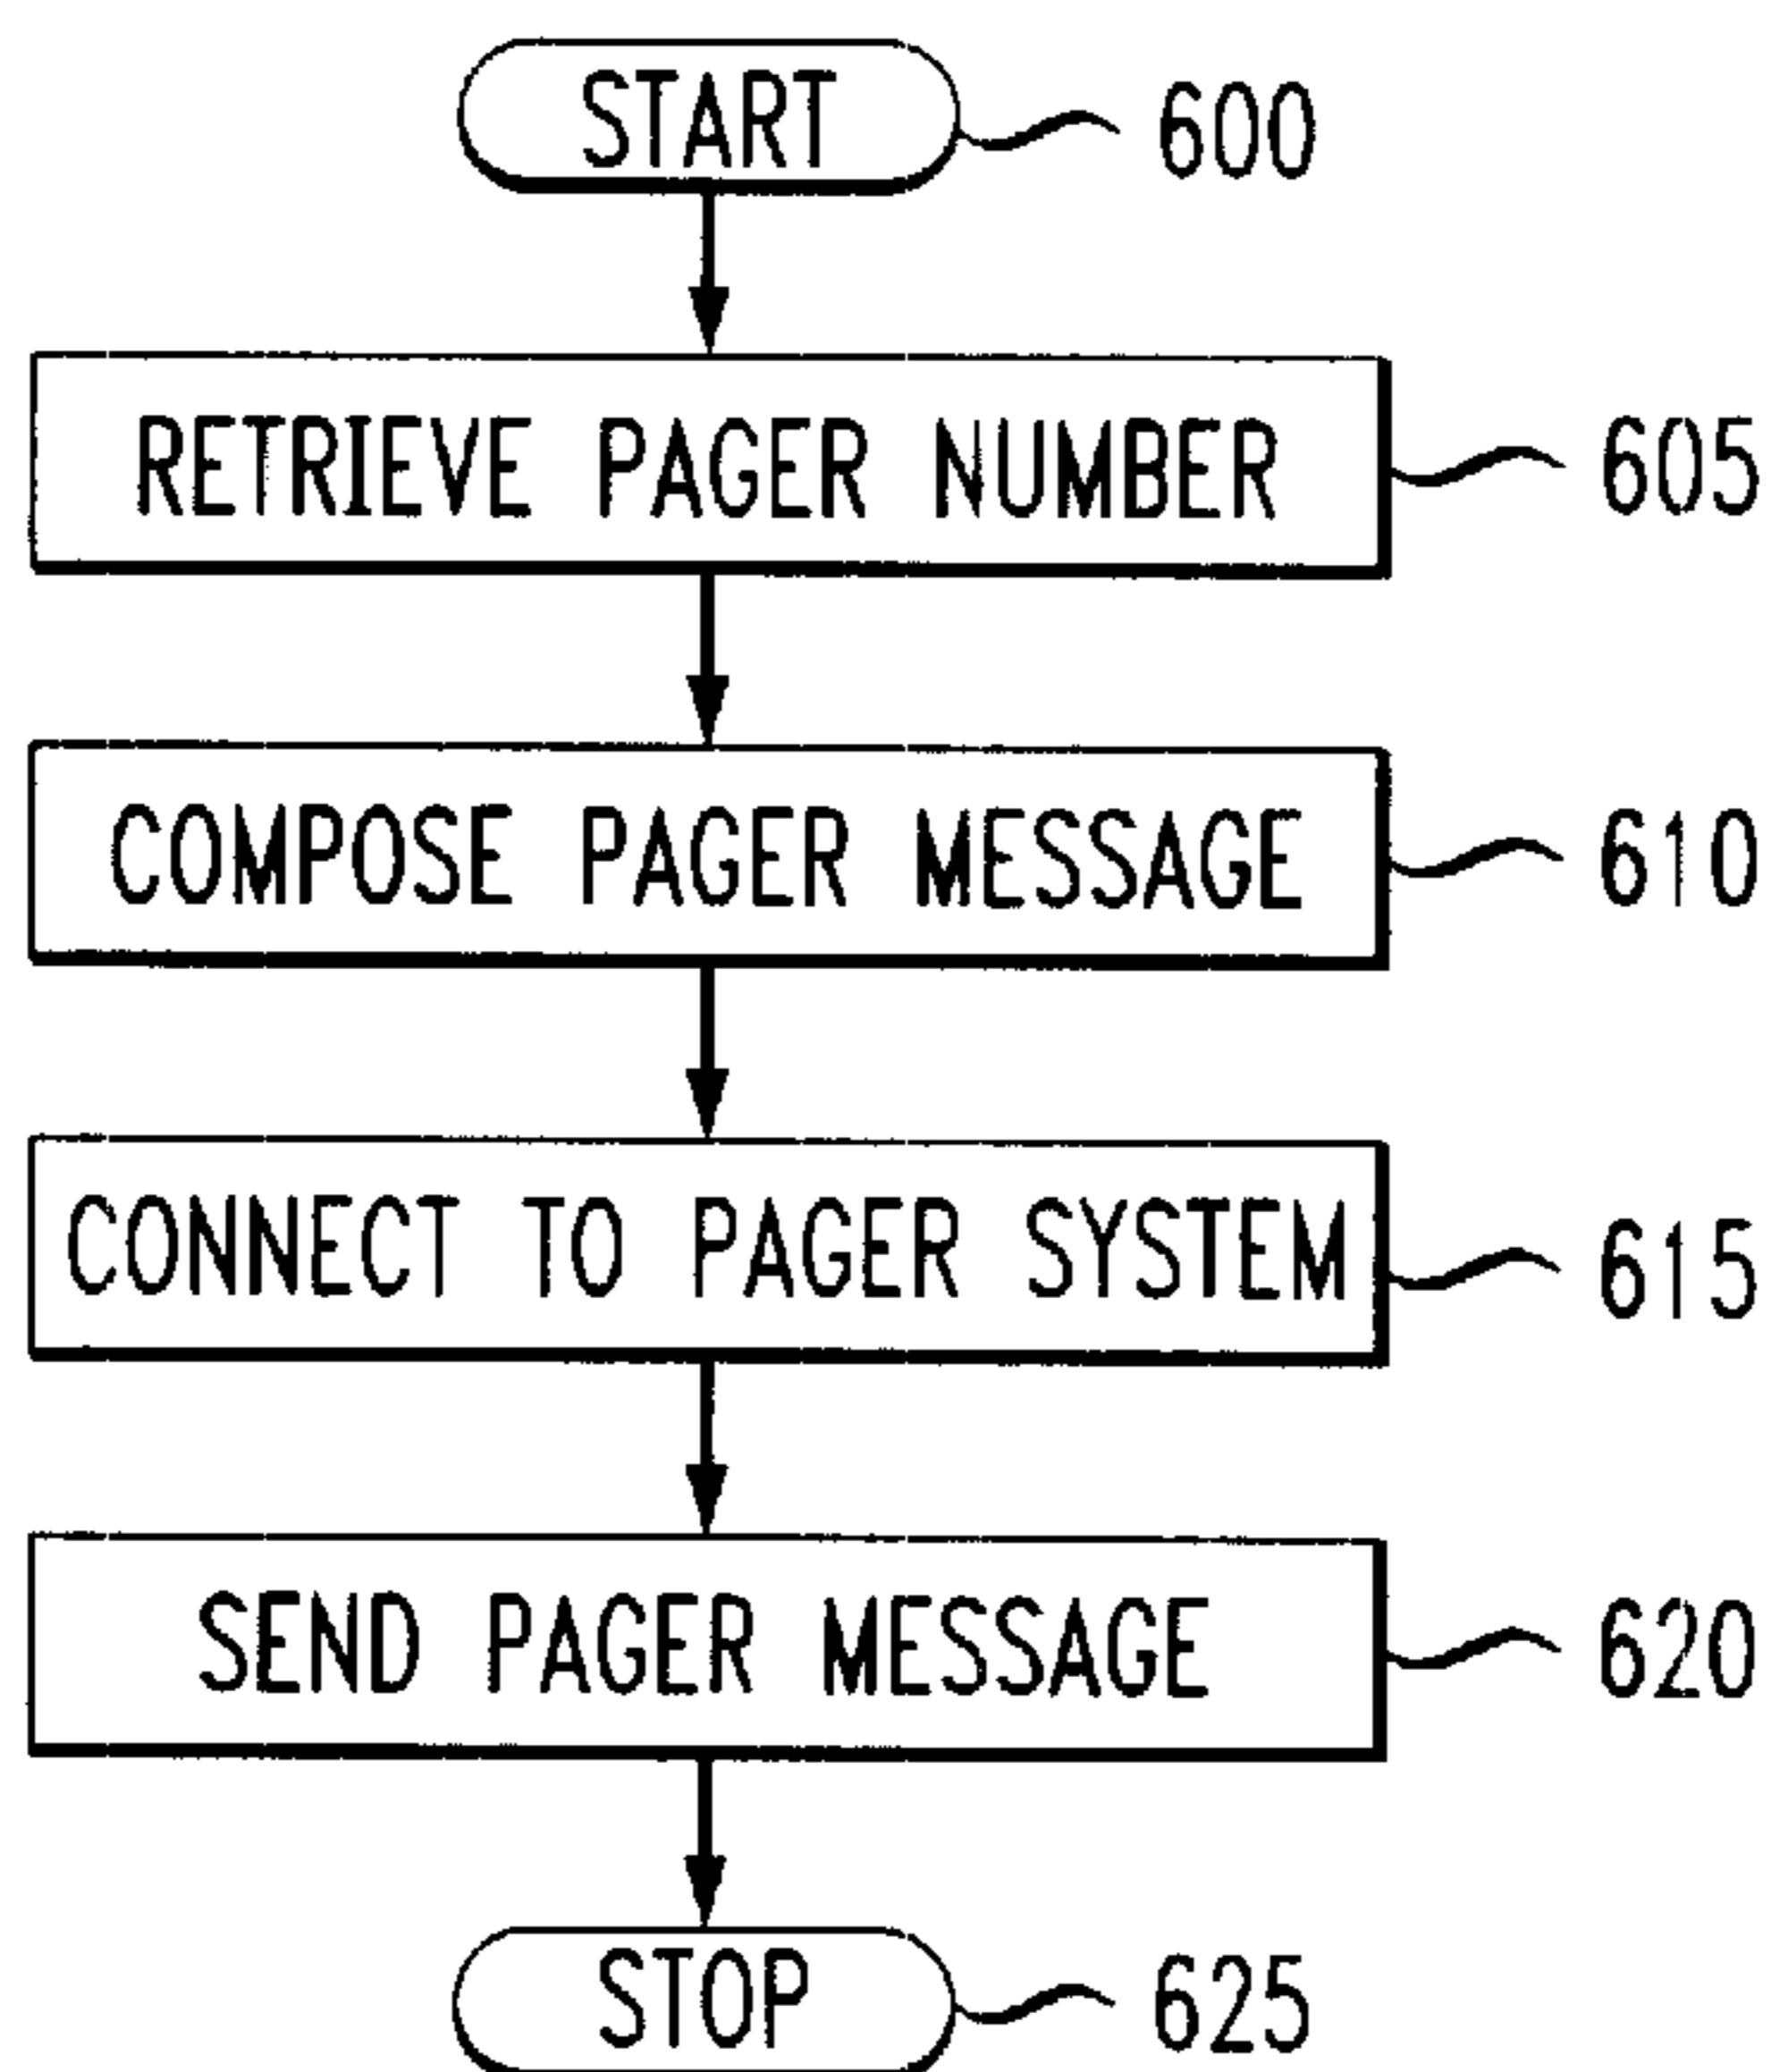 START 600
RETRIEVE PAGER NUMBER 605
COMPOSE PAGER MESSAGE 610
CONNECT TO PAGER SYSTEM 615
SEND PAGER MESSAGE 620
STOP 625